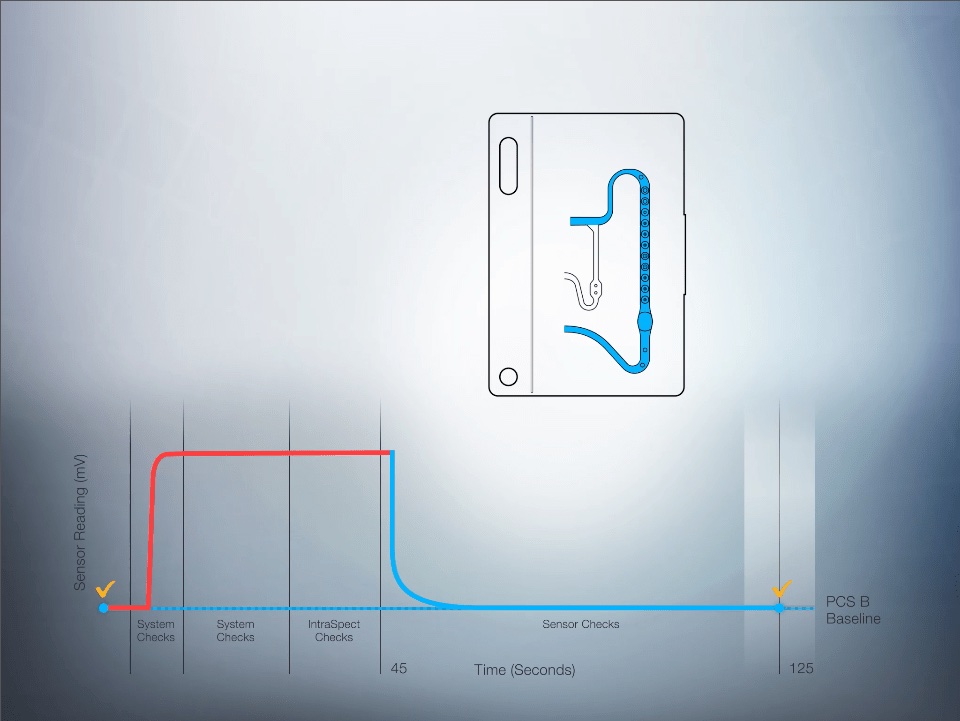 Sensor Reading (mV)
System
Checks
System
Checks
IntraSpect
Checks
Sensor Checks
PCS B
Baseline
45
Time (Seconds)
125